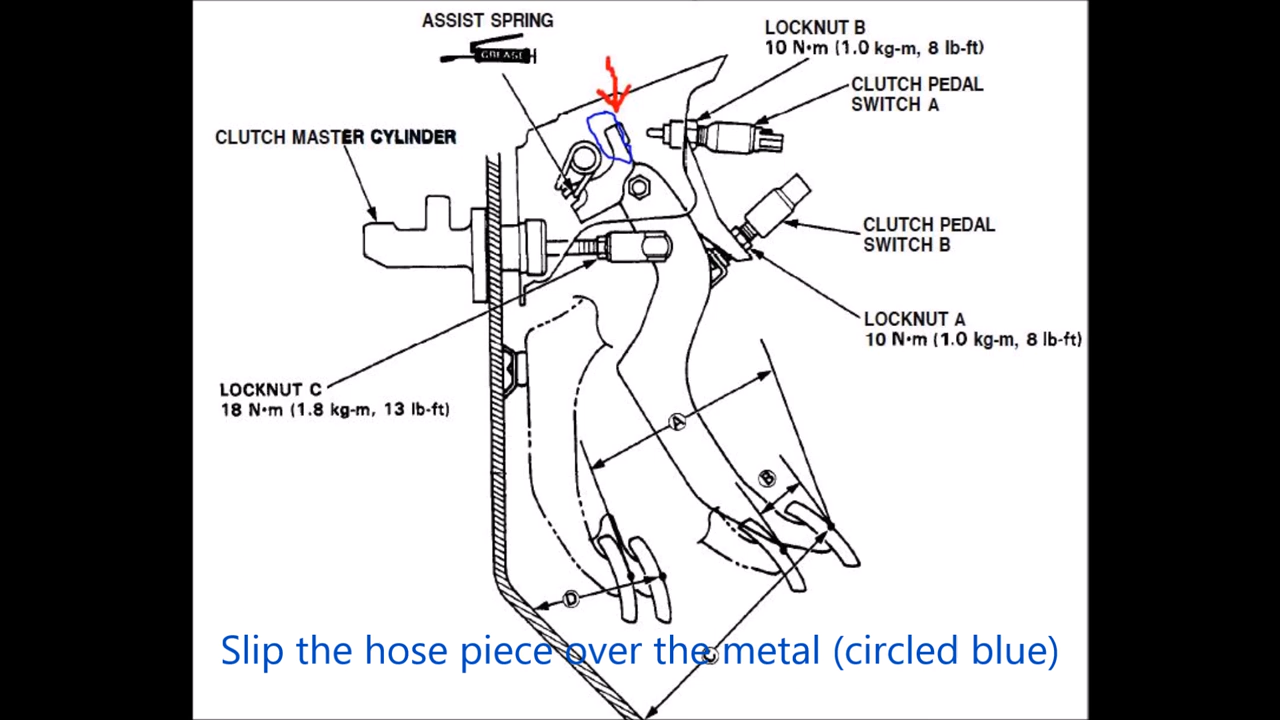 ASSIST SPRING
GREASE
LOCKNUT B
10 N•m (1.0 kg-m, 8 lb-ft)
CLUTCH PEDAL
SWITCH A
CLUTCH MASTER CYLINDER
CLUTCH PEDAL
SWITCH B
LOCKNUT A
10 N•m (1.0 kg-m, 8 lb-ft)
LOCKNUT C
18 N•m (1.8 kg-m, 13 lb-ft)
A
B
D
C
Slip the hose piece over the metal (circled blue)